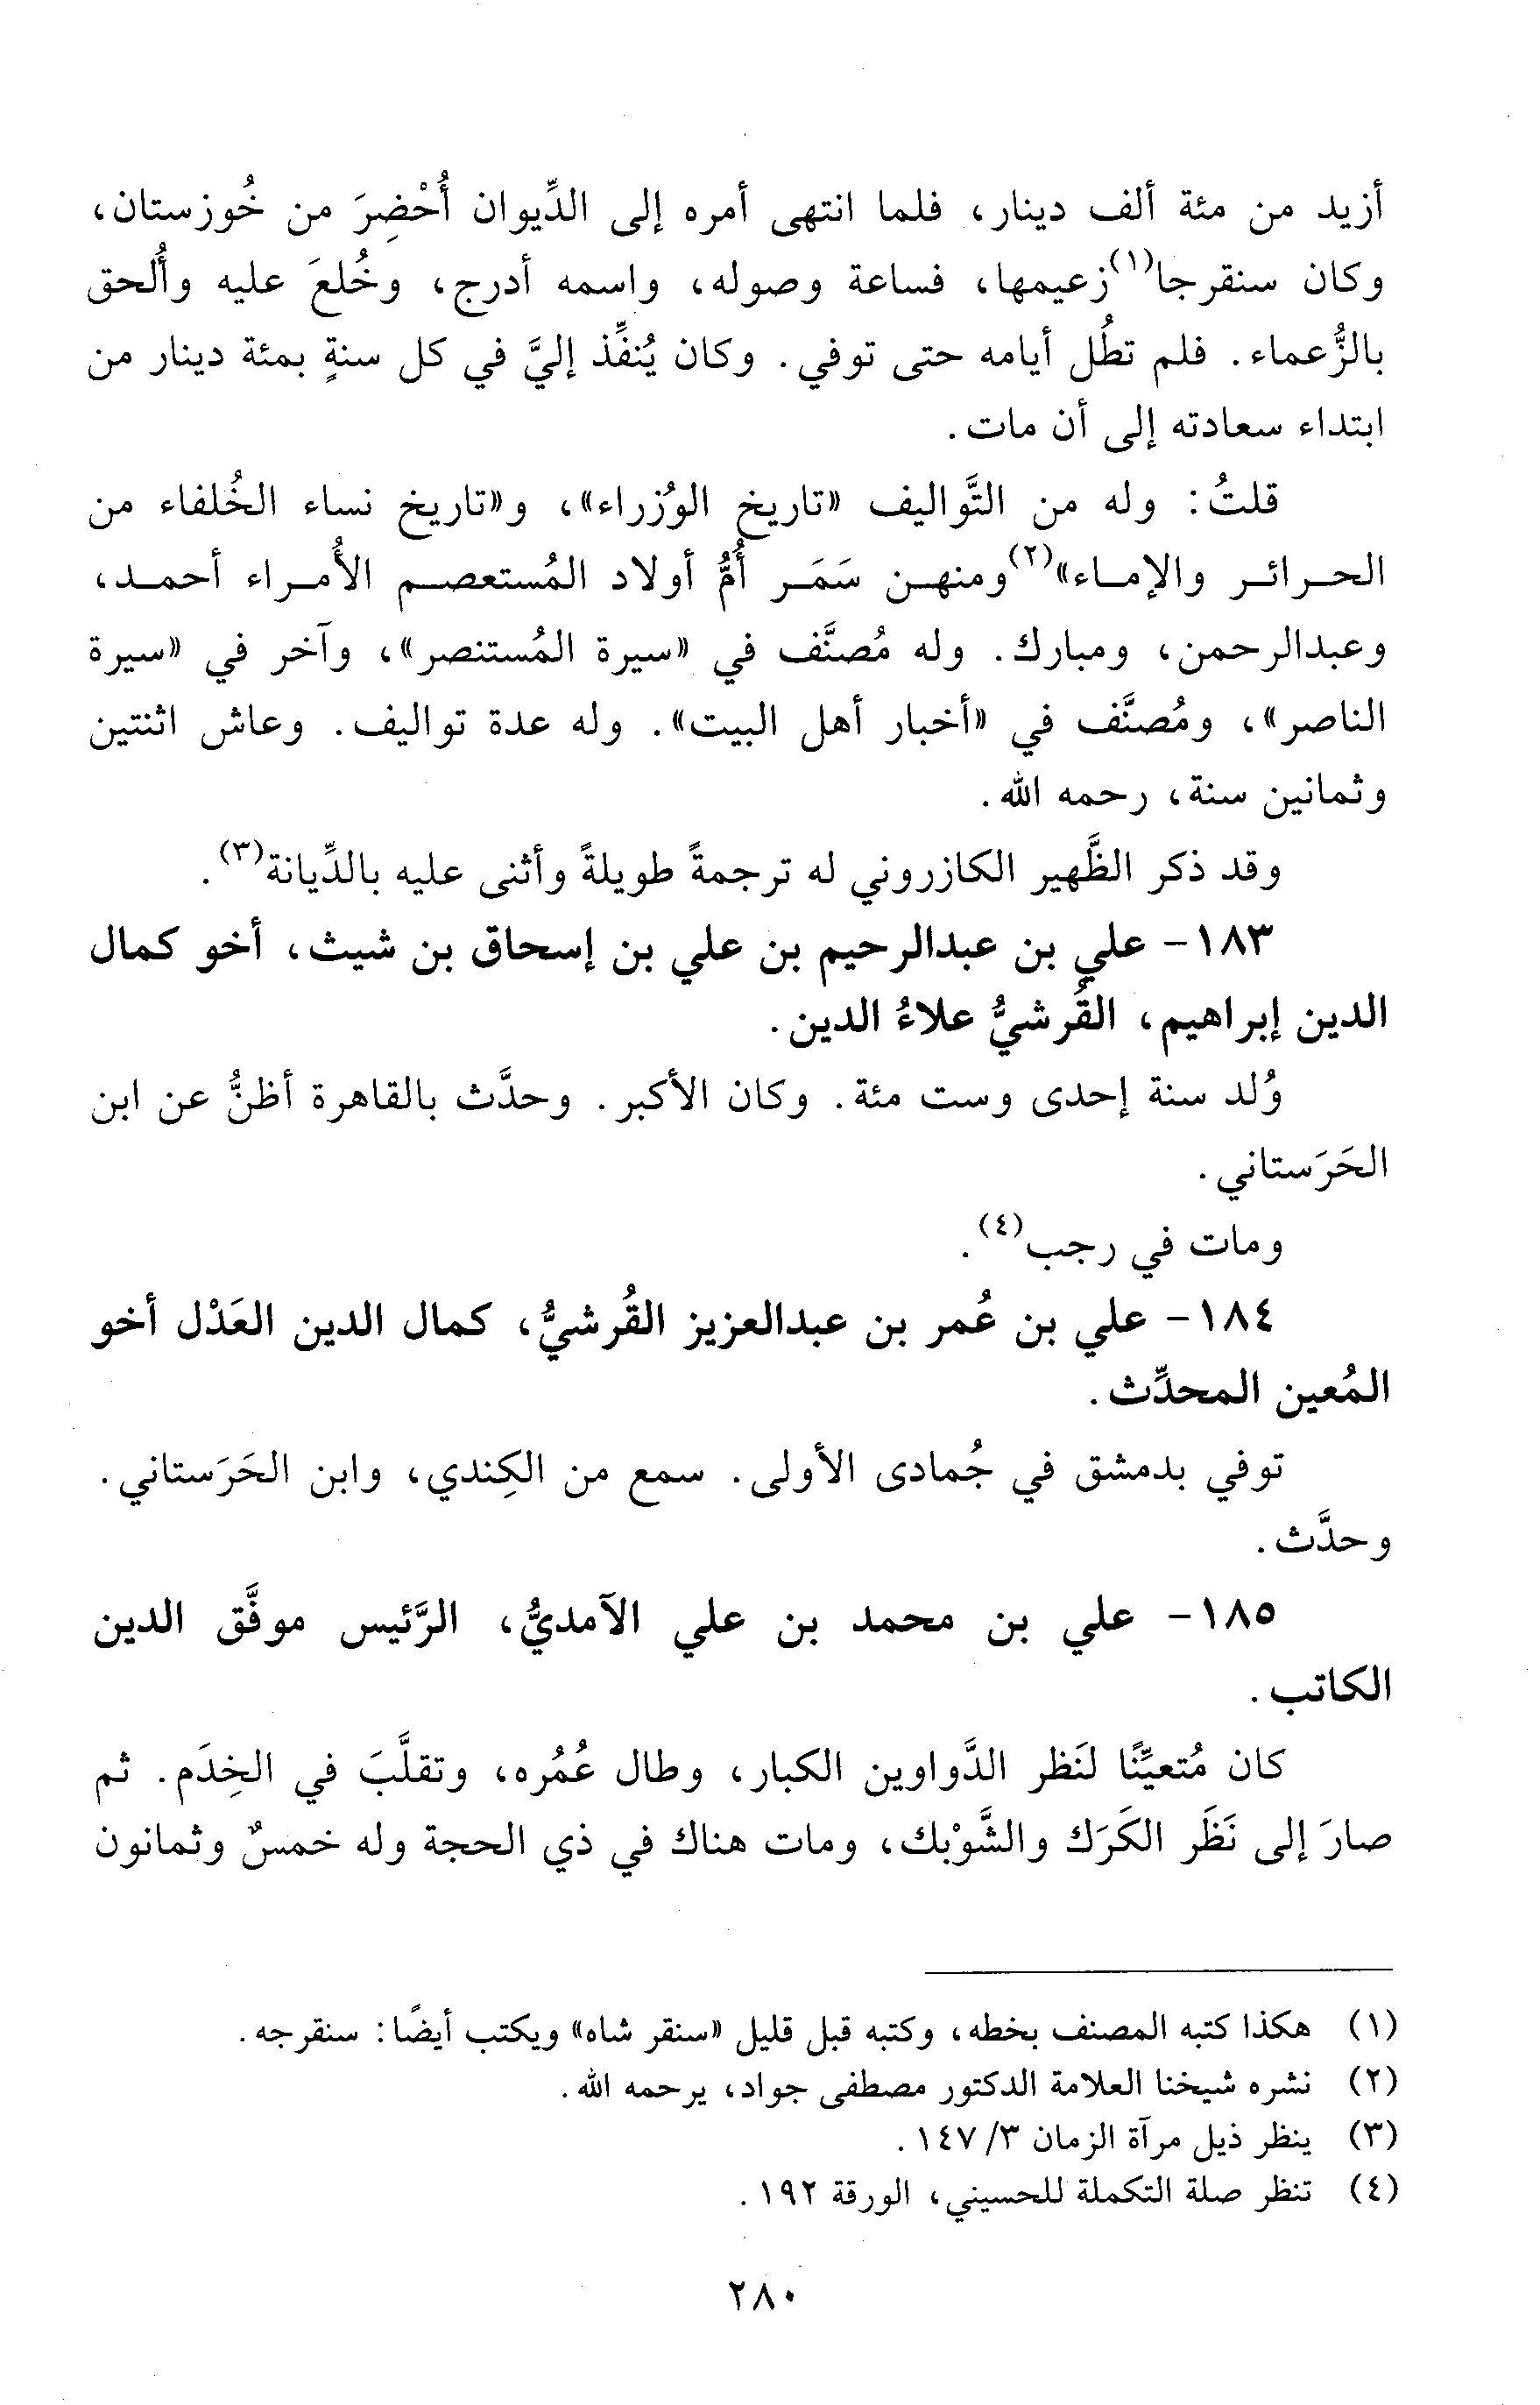 أزيد من مئة ألف دينار، فلما انتهى أمره إلى الدِّيوان أُحْضِرَ من خُوزستان،
وكان سنقرجا(١) زعيمها، فساعة وصوله، واسمه أدرج، وخُلعَ عليه وأُلحق
بالزُّعماء. فلم تطُل أيامه حتى توفي. وكان يُنفِّذ إليَّ في كل سنةٍ بمئة دينار من
ابتداء سعادته إلى أن مات.
قلتُ: وله من التَّواليف «تاريخ الوُزراء»، و«تاريخ نساء الخُلفاء من
الحرائر والإماء»(٢) ومنهن سَمَر أُمُّ أولاد المُستعصم الأُمراء أحمد،
وعبدالرحمن، ومبارك. وله مُصنَّف في «سيرة المُستنصر»، وآخر في «سيرة
الناصر»، ومُصنَّف في «أخبار أهل البيت». وله عدة تواليف. وعاش اثنتين
وثمانين سنة، رحمه الله.
وقد ذكر الظَّهير الكازروني له ترجمةً طويلةً وأثنى عليه بالدِّيانة(٣).
١٨٣- علي بن عبدالرحيم بن علي بن إسحاق بن شيث، أخو كمال
الدين إبراهيم، القُرشيُّ علاءُ الدين.
وُلد سنة إحدى وست مئة. وكان الأكبر. وحدَّث بالقاهرة أظنُّ عن ابن
الحَرَستاني.
ومات في رجب(٤).
١٨٤- علي بن عُمر بن عبدالعزيز القُرشيُّ، كمال الدين العَدْل أخو
المُعين المحدِّث.
توفي بدمشق في جُمادى الأولى. سمع من الكِندي، وابن الحَرَستاني.
وحدَّث.
١٨٥- علي بن محمد بن علي الآمديُّ، الرَّئيس موفَّق الدين
الكاتب.
كان مُتعيِّنًا لنَظر الدَّواوين الكبار، وطال عُمُره، وتقلَّبَ في الخِدَم. ثم
صارَ إلى نَظَر الكَرَك والشَّوْبك، ومات هناك في ذي الحجة وله خمسٌ وثمانون
(١) هكذا كتبه المصنف بخطه، وكتبه قبل قليل «سنقر شاه» ويكتب أيضًا: سنقرجه.
(٢) نشره شيخنا العلامة الدكتور مصطفى جواد، يرحمه الله.
(٣) ينظر ذيل مرآة الزمان ٣/ ١٤٧.
(٤) تنظر صلة التكملة للحسيني، الورقة ١٩٢.
٢٨٠